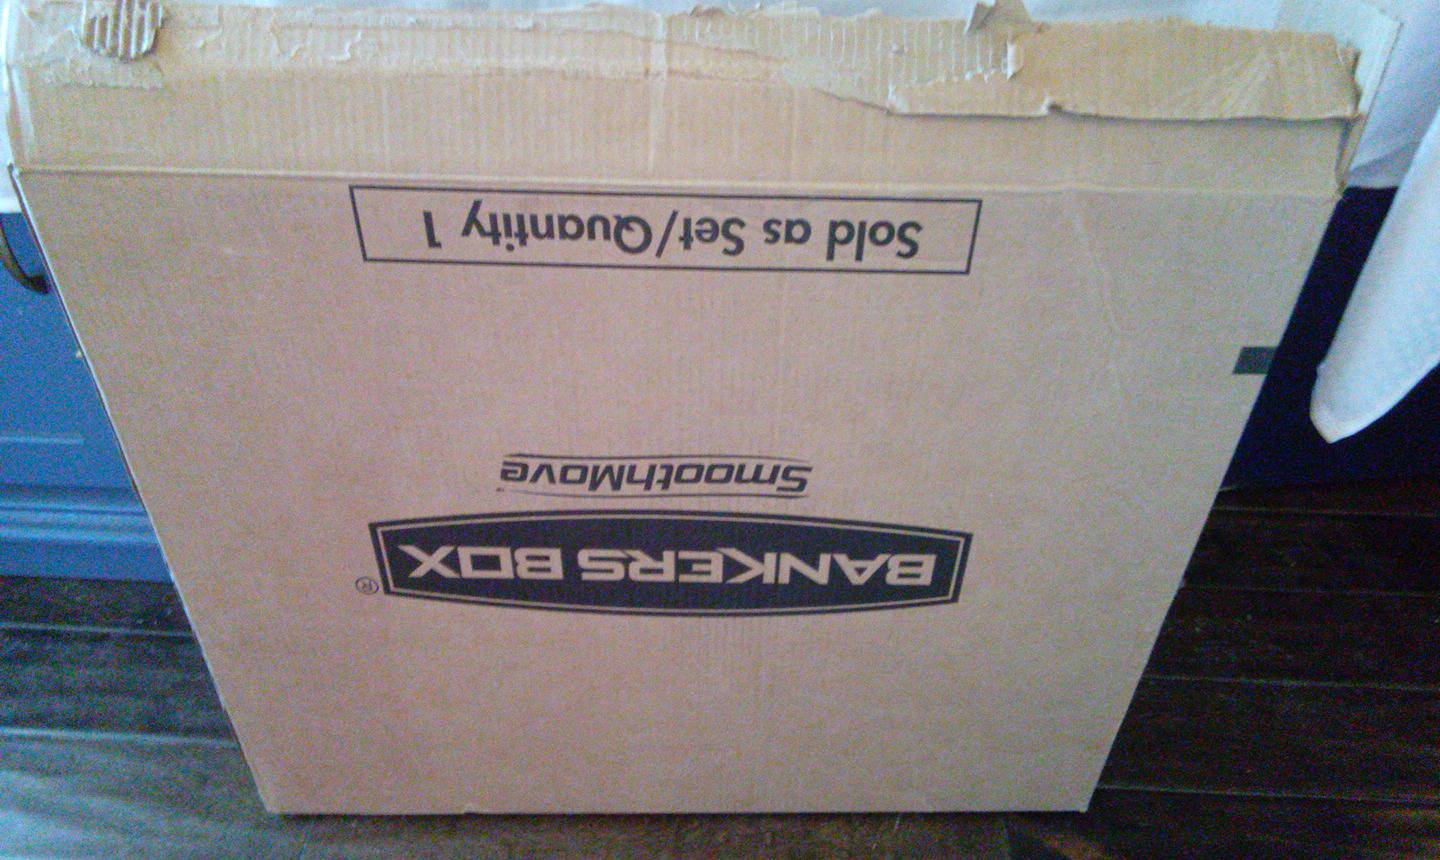 BANKERS BOX®
SmoothMove
Sold as Set/Quantity 1